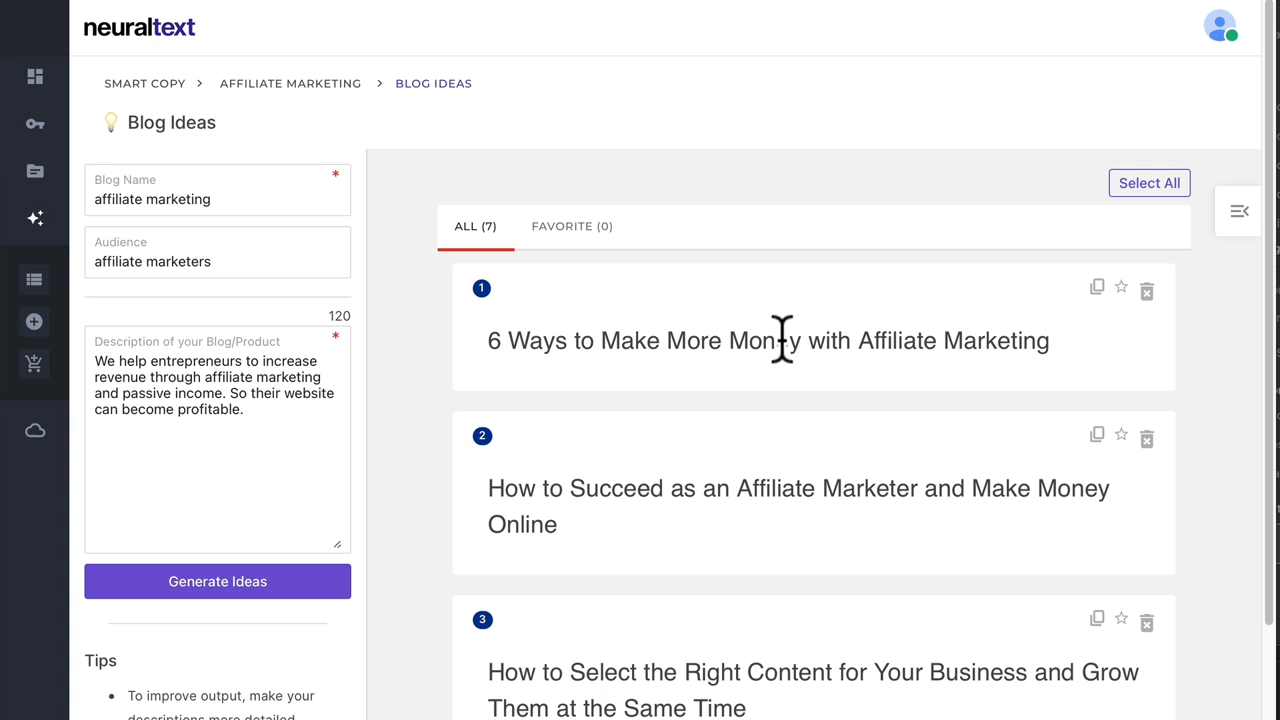 neuraltext
SMART COPY > AFFILIATE MARKETING > BLOG IDEAS
💡 Blog Ideas
Blog Name *
affiliate marketing
Audience
affiliate marketers
120
Description of your Blog/Product *
We help entrepreneurs to increase
revenue through affiliate marketing
and passive income. So their website
can become profitable.
Generate Ideas
Tips
• To improve output, make your
descriptions more detailed
Select All
ALL (7) FAVORITE (0)
1
6 Ways to Make More Money with Affiliate Marketing
2
How to Succeed as an Affiliate Marketer and Make Money
Online
3
How to Select the Right Content for Your Business and Grow
Them at the Same Time